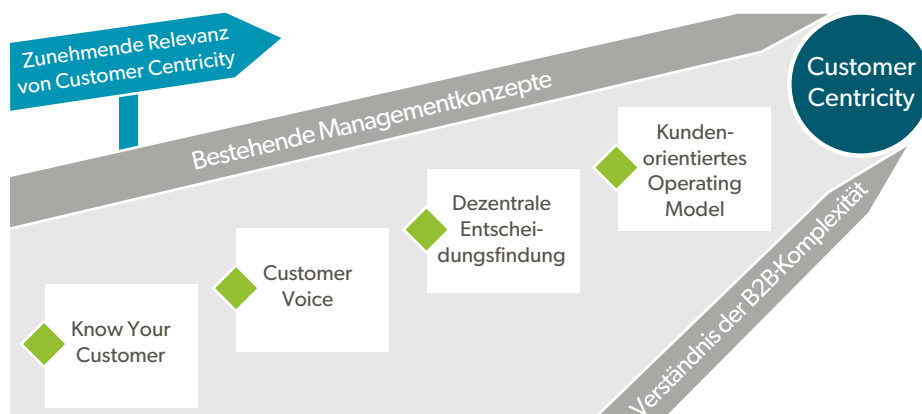 Zunehmende Relevanz
von Customer Centricity
Bestehende Managementkonzepte
Customer
Centricity
Kunden-
orientiertes
Operating
Model
Dezentrale
Entschei-
dungsfindung
Customer
Voice
Know Your
Customer
Verständnis der B2B-Komplexität